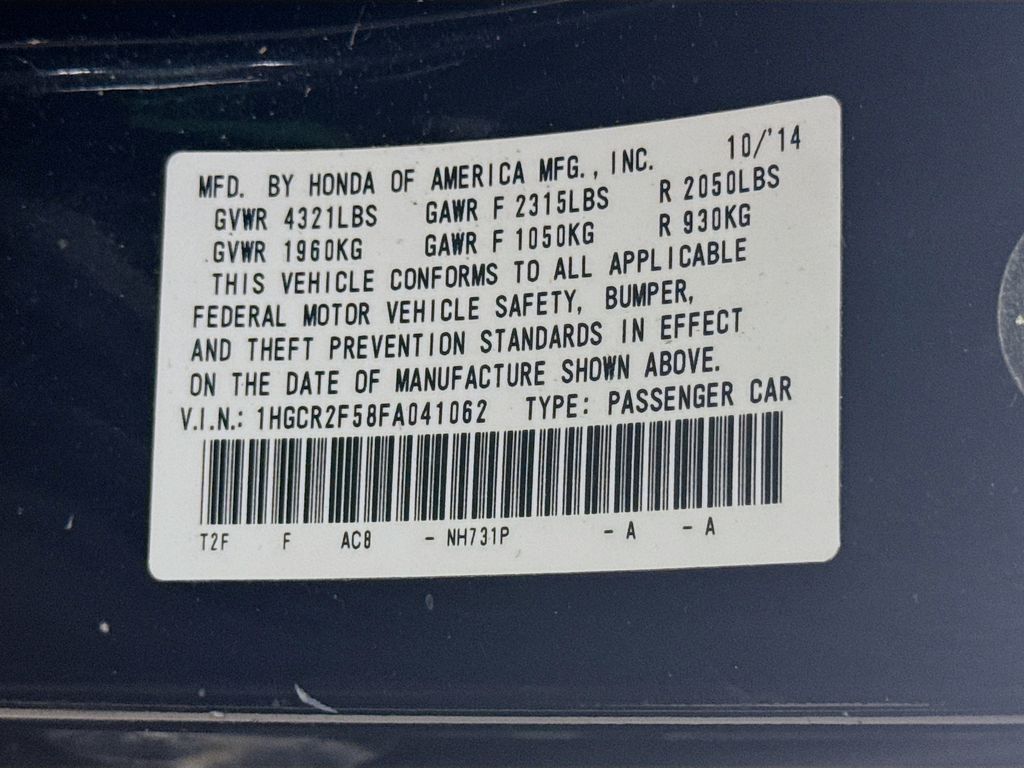 MFD. BY HONDA OF AMERICA MFG., INC. 10/'14
GVWR 4321LBS GAWR F 2315LBS R 2050LBS
GVWR 1960KG GAWR F 1050KG R 930KG
THIS VEHICLE CONFORMS TO ALL APPLICABLE
FEDERAL MOTOR VEHICLE SAFETY, BUMPER,
AND THEFT PREVENTION STANDARDS IN EFFECT
ON THE DATE OF MANUFACTURE SHOWN ABOVE.
V.I.N.: 1HGCR2F58FA041062 TYPE: PASSENGER CAR
T2F F AC8 - NH731P - A - A